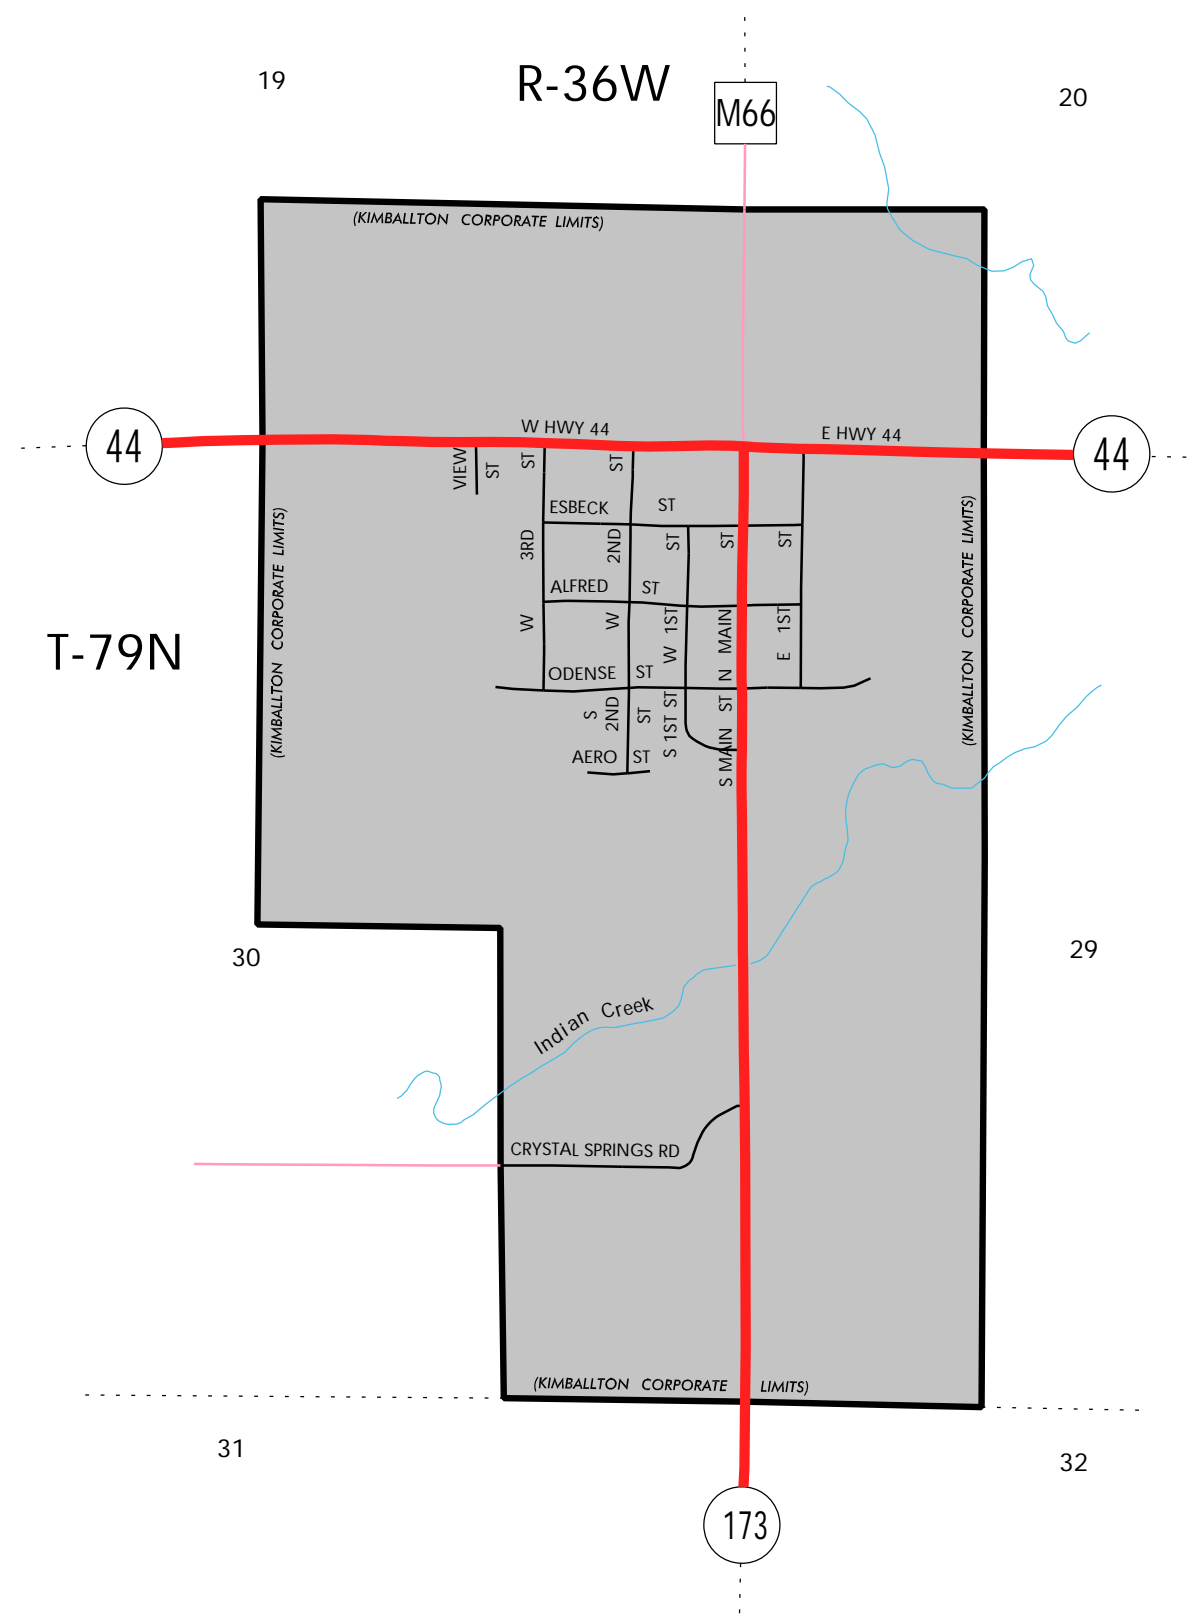 19
R-36W
20
M66
(KIMBALLTON CORPORATE LIMITS)
44
W HWY 44
E HWY 44
44
VIEW ST
W 3RD ST
W 2ND ST
ESBECK ST
W 1ST ST
N MAIN ST
E 1ST ST
ALFRED ST
ODENSE ST
S 2ND ST
S 1ST ST
S MAIN ST
AERO ST
(KIMBALLTON CORPORATE LIMITS)
(KIMBALLTON CORPORATE LIMITS)
T-79N
30
29
Indian Creek
CRYSTAL SPRINGS RD
(KIMBALLTON CORPORATE LIMITS)
31
32
173